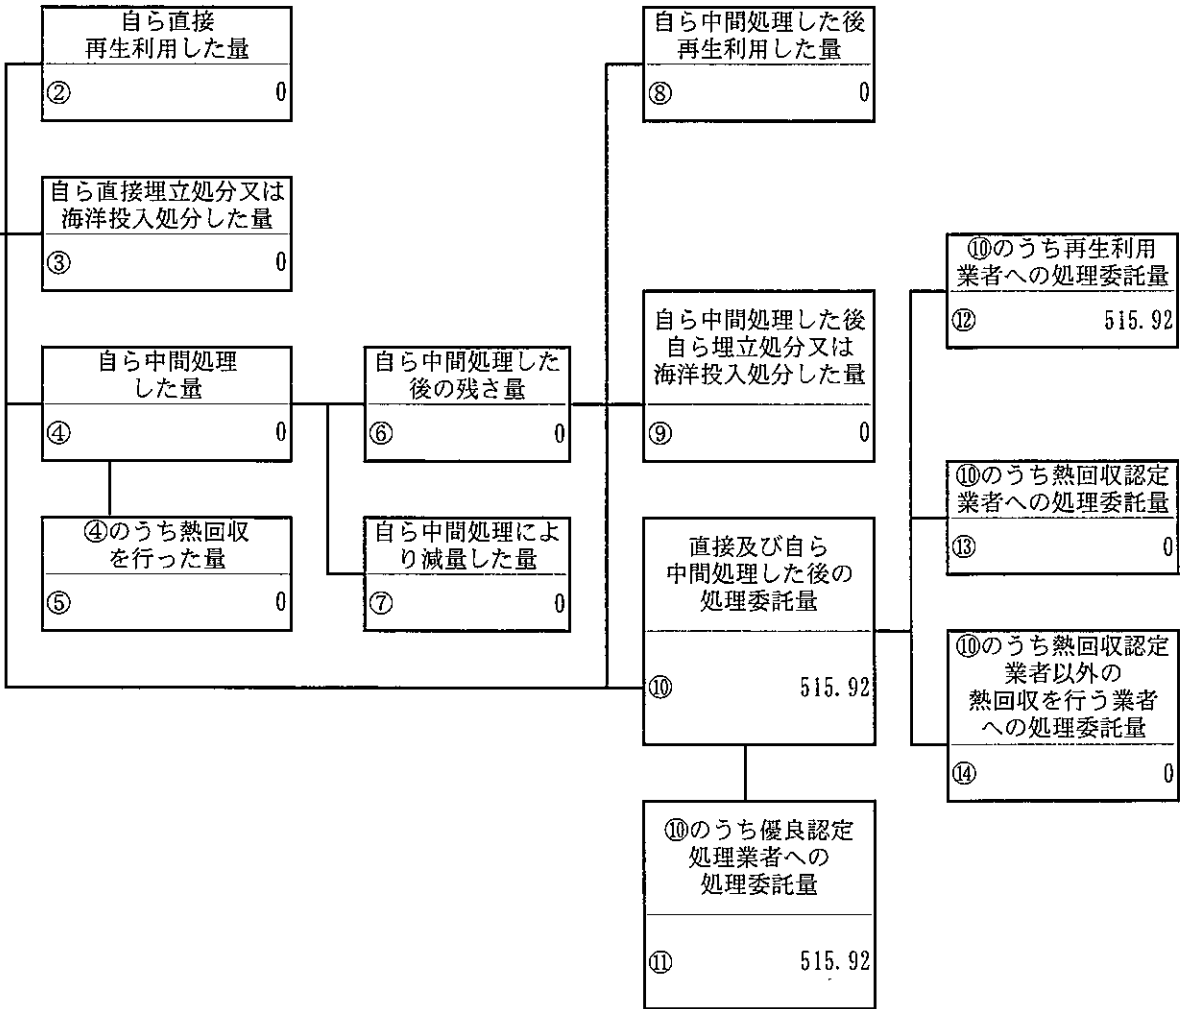 自ら直接
再生利用した量
② 0
自ら直接埋立処分又は
海洋投入処分した量
③ 0
自ら中間処理
した量
④ 0
④のうち熱回収
を行った量
⑤ 0
自ら中間処理した
後の残さ量
⑥ 0
自ら中間処理によ
り減量した量
⑦ 0
自ら中間処理した後
再生利用した量
⑧ 0
自ら中間処理した後
自ら埋立処分又は
海洋投入処分した量
⑨ 0
直接及び自ら
中間処理した後の
処理委託量
⑩ 515.92
⑩のうち優良認定
処理業者への
処理委託量
⑪ 515.92
⑩のうち再生利用
業者への処理委託量
⑫ 515.92
⑩のうち熱回収認定
業者への処理委託量
⑬ 0
⑩のうち熱回収認定
業者以外の
熱回収を行う業者
への処理委託量
⑭ 0